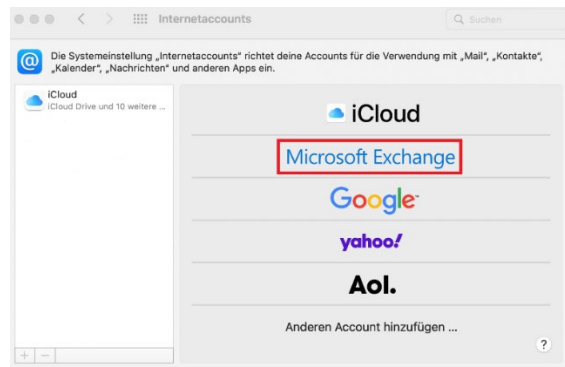 Internetaccounts
Suchen
Die Systemeinstellung „Internetaccounts“ richtet deine Accounts für die Verwendung mit „Mail“, „Kontakte“,
„Kalender“, „Nachrichten“ und anderen Apps ein.
iCloud
iCloud Drive und 10 weitere ...
iCloud
Microsoft Exchange
Google
yahoo!
Aol.
Anderen Account hinzufügen ...
?
+ −